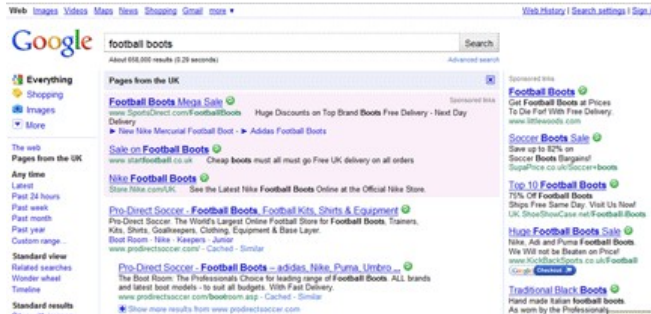 Web Images Videos Maps News Shopping Gmail more ▼
Web History | Search settings | Sign
Google
football boots
Search
About 658,000 results (0.29 seconds)
Advanced search
Everything
Shopping
Images
More
The web
Pages from the UK
Any time
Latest
Past 24 hours
Past week
Past month
Past year
Custom range...
Standard view
Related searches
Wonder wheel
Timeline
Standard results
Pages from the UK
Football Boots Mega Sale
Sponsored links
www.SportsDirect.com/FootballBoots Huge Discounts on Top Brand Boots Free Delivery - Next Day
Delivery
New Nike Mercurial Football Boot - Adidas Football Boots
Sale on Football Boots
www.startfootball.co.uk Cheap boots must all must go Free UK delivery on all orders
Nike Football Boots
Store.Nike.com/UK See the Latest Nike Football Boots Online at the Official Nike Store.
Pro-Direct Soccer - Football Boots, Football Kits, Shirts & Equipment
Pro-Direct Soccer. The World's Largest Online Football Store for Football Boots, Trainers,
Kits, Shirts, Goalkeepers, Clothing, Equipment & Base Layer.
Boot Room - Nike - Keepers - Junior
www.prodirectsoccer.com/ - Cached - Similar
Pro-Direct Soccer - Football Boots – adidas, Nike, Puma, Umbro ...
The Boot Room: The Professionals Choice for leading range of Football Boots. ALL brands
and latest boot models - to suit all budgets. With Fast Delivery.
www.prodirectsoccer.com/bootroom.asp - Cached - Similar
Show more results from www.prodirectsoccer.com
Sponsored links
Football Boots
Get Football Boots at Prices
To Die For! With Free Delivery.
www.littlewoods.com
Soccer Boots Sale
Save up to 82% on
Soccer Boots Bargains!
SupaPrice.co.uk/Soccer+boots
Top 10 Football Boots
75% Off Football Boots
Ships Free Same Day. Visit Us Now!
UK.ShoeShowCase.net/Football-Boots
Huge Football Boots Sale
Nike, Adi and Puma Football Boots
We Will not be Beaten on Price!
www.KickBackSports.co.uk/Football
Google Checkout
Traditional Black Boots
Hand made Italian football boots.
As worn by the Professionals